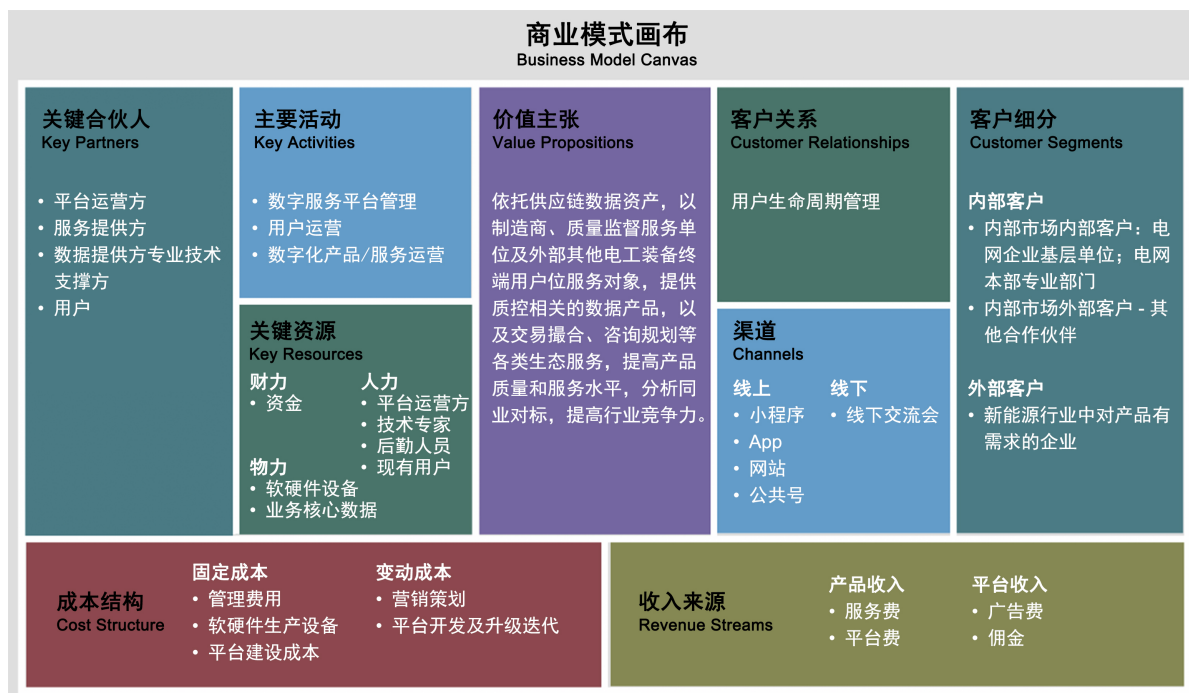 商业模式画布
Business Model Canvas
关键合伙人
Key Partners
• 平台运营方
• 服务提供方
• 数据提供方专业技术
支撑方
• 用户
主要活动
Key Activities
• 数字服务平台管理
• 用户运营
• 数字化产品/服务运营
关键资源
Key Resources
财力
• 资金
物力
• 软硬件设备
• 业务核心数据
人力
• 平台运营方
• 技术专家
• 后勤人员
• 现有用户
价值主张
Value Propositions
依托供应链数据资产，以
制造商、质量监督服务单
位及外部其他电工装备终
端用户位服务对象，提供
质控相关的数据产品，以
及交易撮合、咨询规划等
各类生态服务，提高产品
质量和服务水平，分析同
业对标，提高行业竞争力。
客户关系
Customer Relationships
用户生命周期管理
渠道
Channels
线上
• 小程序
• App
• 网站
• 公共号
线下
• 线下交流会
客户细分
Customer Segments
内部客户
• 内部市场内部客户：电
网企业基层单位；电网
本部专业部门
• 内部市场外部客户 - 其
他合作伙伴
外部客户
• 新能源行业中对产品有
需求的企业
成本结构
Cost Structure
固定成本
• 管理费用
• 软硬件生产设备
• 平台建设成本
变动成本
• 营销策划
• 平台开发及升级迭代
收入来源
Revenue Streams
产品收入
• 服务费
• 平台费
平台收入
• 广告费
• 佣金